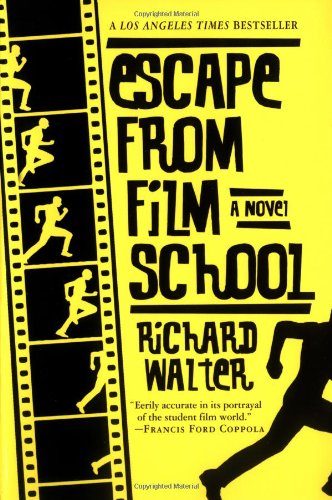 A LOS ANGELES TIMES BESTSELLER
ESCAPE
FROM
FILM
A NOVEL
SCHOOL
RICHARD
WALTER
"Eerily accurate in its portrayal
of the student film world."
—FRANCIS FORD COPPOLA